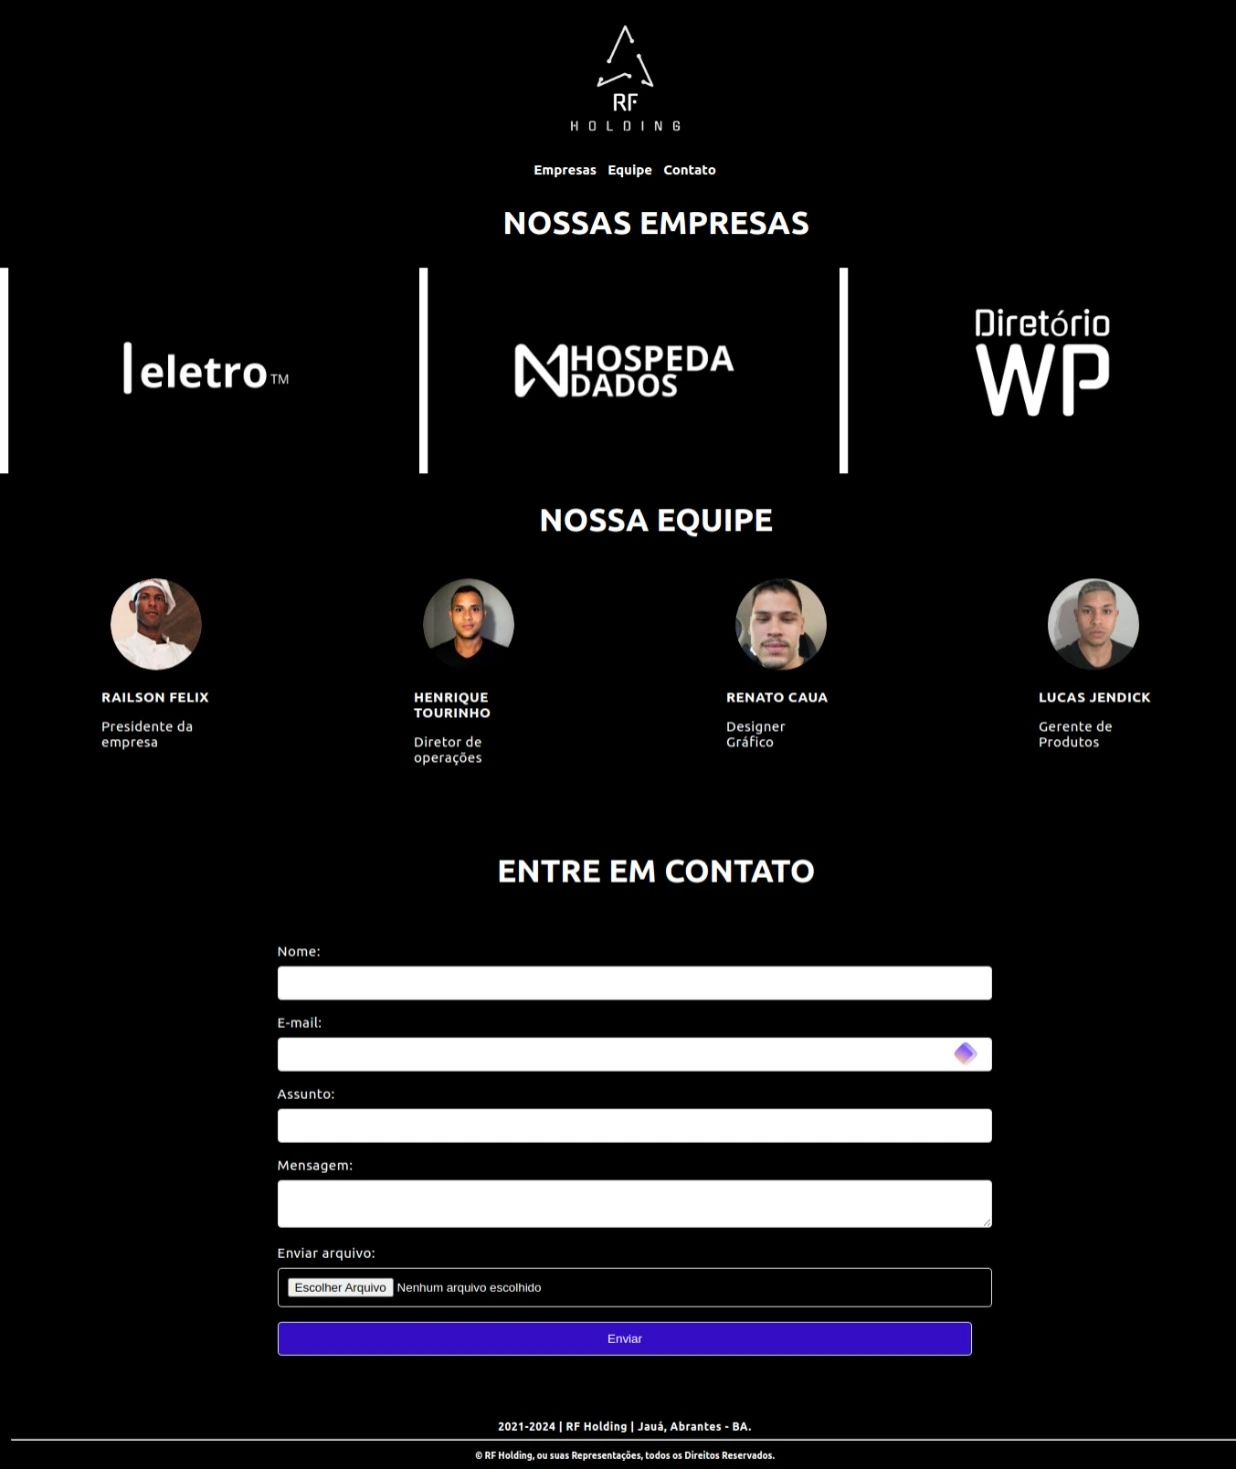 RF
HOLDING
Empresas Equipe Contato
NOSSAS EMPRESAS
eletro TM
HOSPEDA
DADOS
Diretório
WP
NOSSA EQUIPE
RAILSON FELIX
Presidente da
empresa
HENRIQUE
TOURINHO
Diretor de
operações
RENATO CAUA
Designer
Gráfico
LUCAS JENDICK
Gerente de
Produtos
ENTRE EM CONTATO
Nome:
E-mail:
Assunto:
Mensagem:
Enviar arquivo:
Escolher Arquivo Nenhum arquivo escolhido
Enviar
2021-2024 | RF Holding | Jauá, Abrantes - BA.
© RF Holding, ou suas Representações, todos os Direitos Reservados.